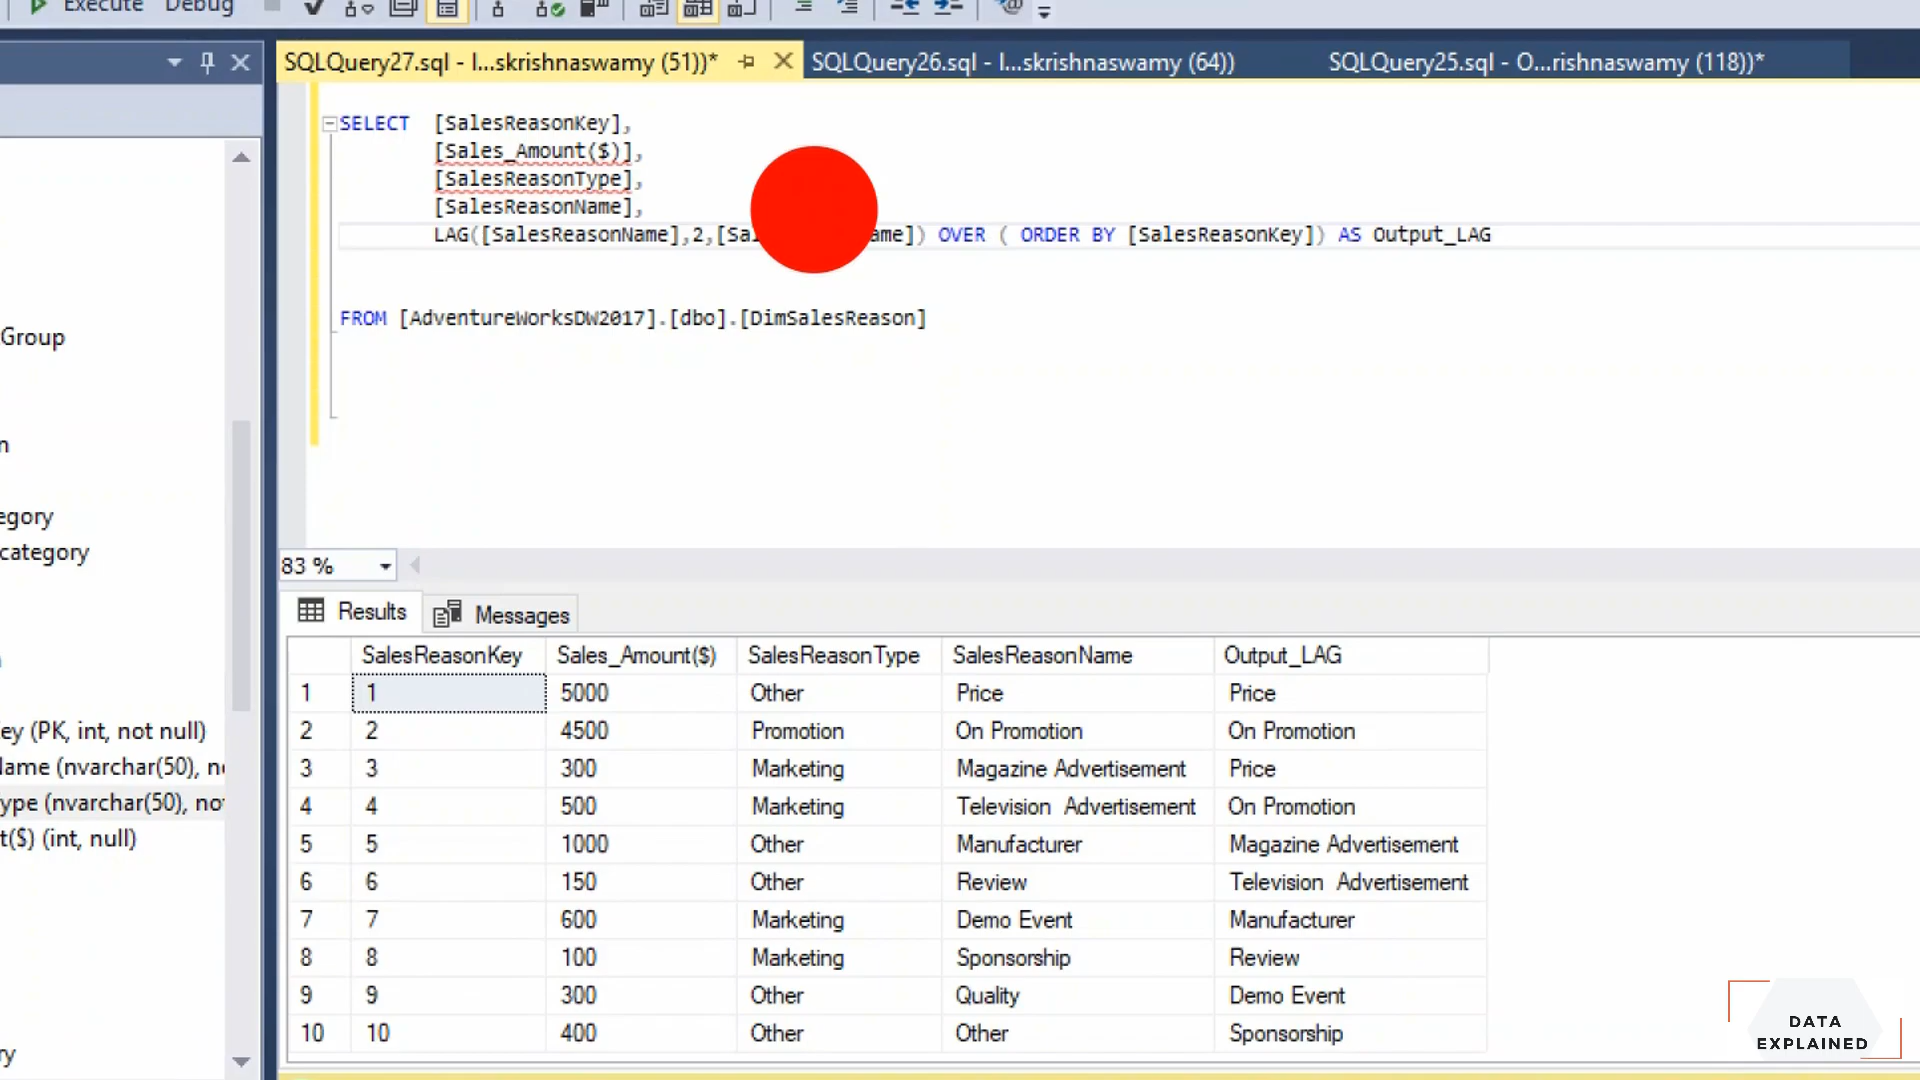 Execute Debug
SQLQuery27.sql - I...skrishnaswamy (51))* SQLQuery26.sql - I...skrishnaswamy (64)) SQLQuery25.sql - O...rishnaswamy (118))*
SELECT [SalesReasonKey],
[Sales_Amount($)],
[SalesReasonType],
[SalesReasonName],
LAG([SalesReasonName],2,[Sal ame]) OVER ( ORDER BY [SalesReasonKey]) AS Output_LAG
FROM [AdventureWorksDW2017].[dbo].[DimSalesReason]
Group
n
egory
category
ey (PK, int, not null)
lame (nvarchar(50), n
ype (nvarchar(50), not
t($) (int, null)
ry
83 %
Results Messages
SalesReasonKey Sales_Amount($) SalesReasonType SalesReasonName Output_LAG
1 1 5000 Other Price Price
2 2 4500 Promotion On Promotion On Promotion
3 3 300 Marketing Magazine Advertisement Price
4 4 500 Marketing Television Advertisement On Promotion
5 5 1000 Other Manufacturer Magazine Advertisement
6 6 150 Other Review Television Advertisement
7 7 600 Marketing Demo Event Manufacturer
8 8 100 Marketing Sponsorship Review
9 9 300 Other Quality Demo Event
10 10 400 Other Other Sponsorship
DATA
EXPLAINED